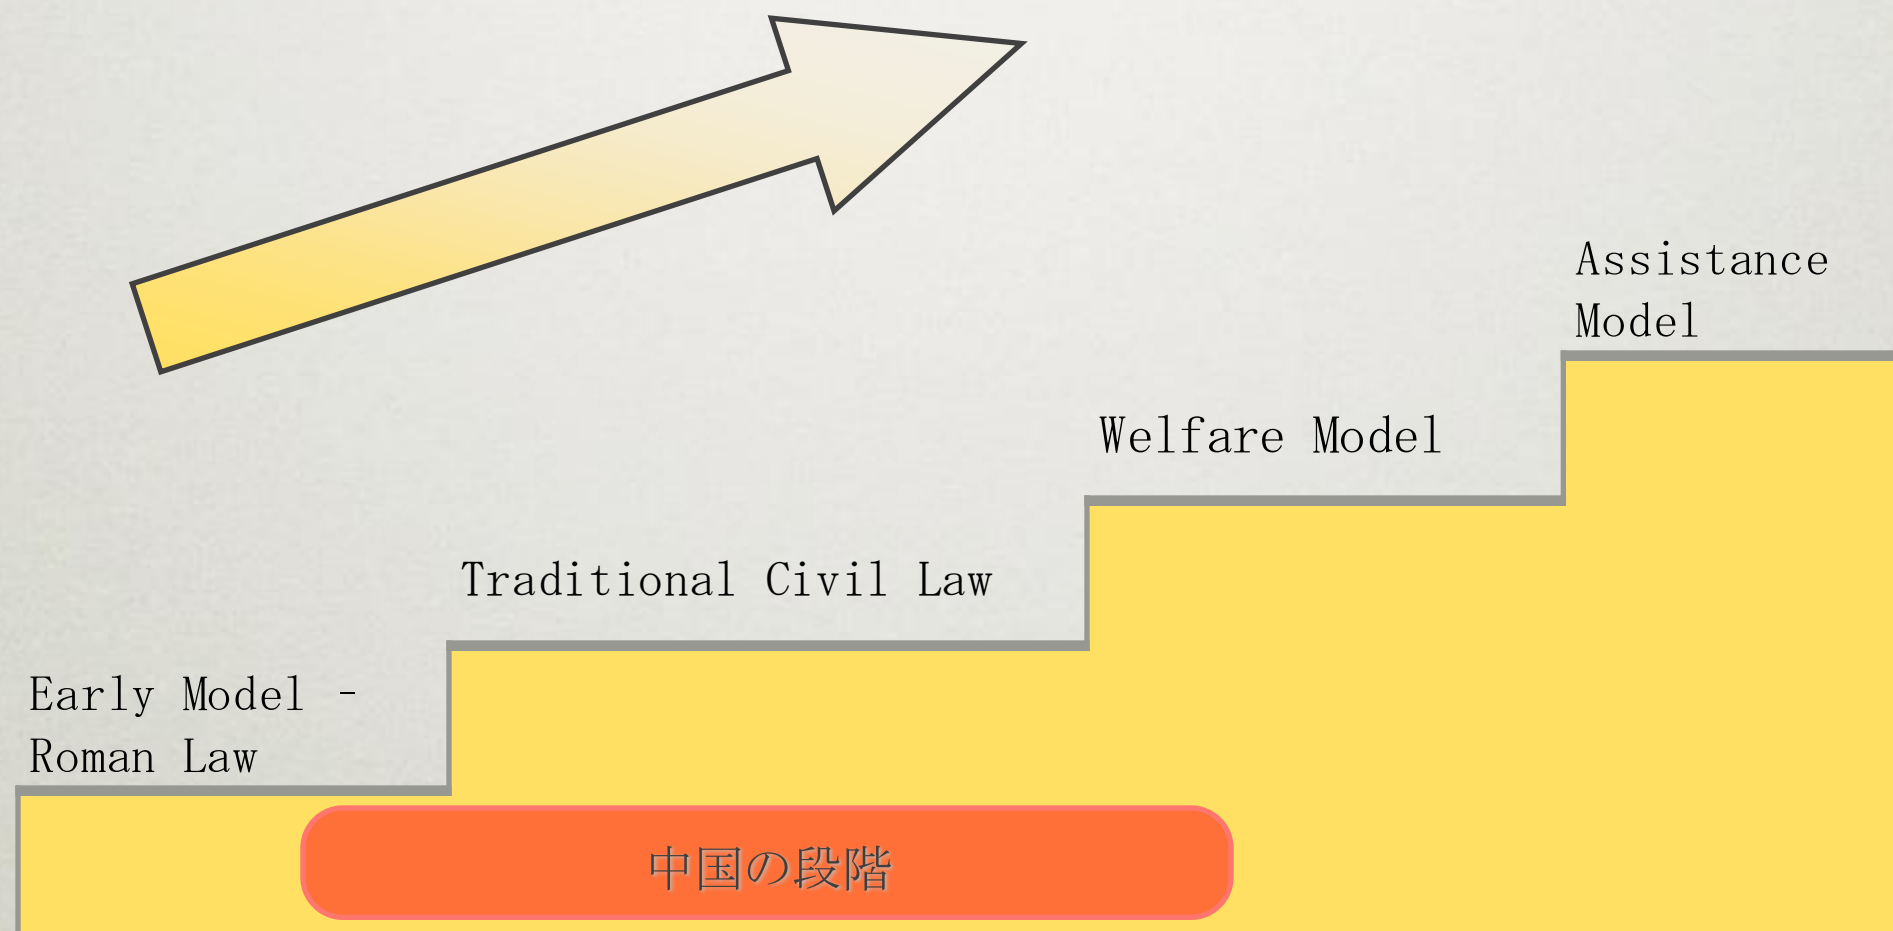 Assistance
Model
Welfare Model
Traditional Civil Law
Early Model -
Roman Law
中国の段階